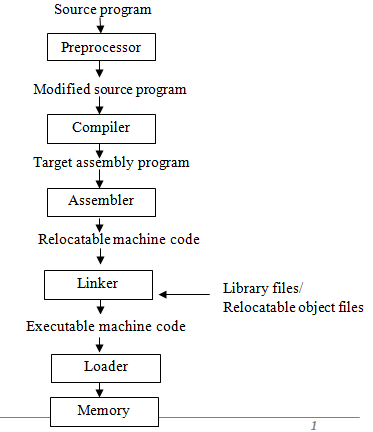 Source program
Preprocessor
Modified source program
Compiler
Target assembly program
Assembler
Relocatable machine code
Linker
Library files/
Relocatable object files
Executable machine code
Loader
Memory
1